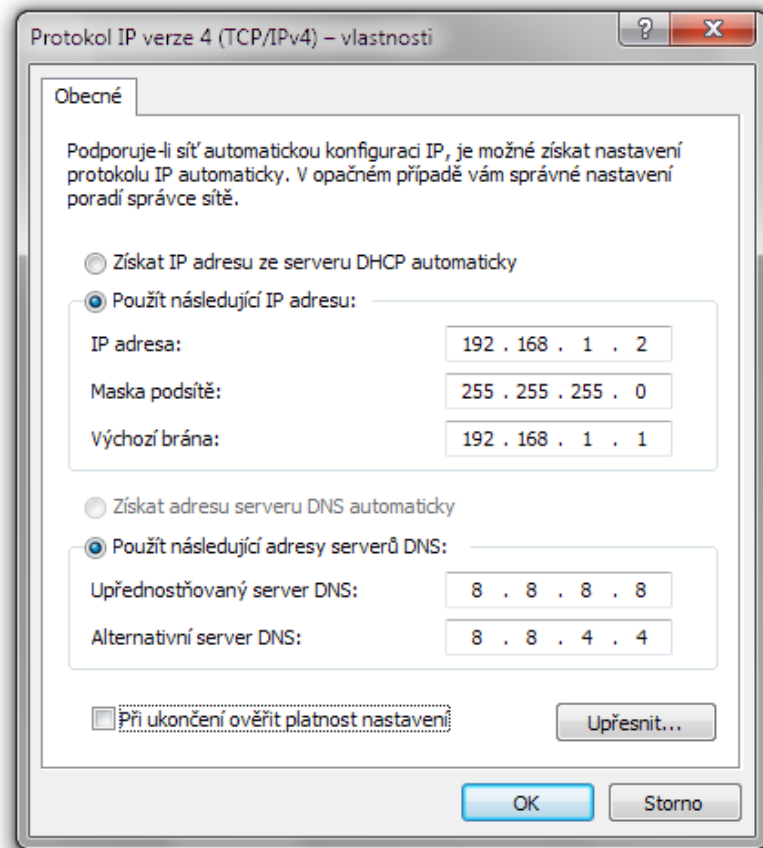 Protokol IP verze 4 (TCP/IPv4) – vlastnosti
Obecné
Podporuje-li síť automatickou konfiguraci IP, je možné získat nastavení
protokolu IP automaticky. V opačném případě vám správné nastavení
poradí správce sítě.
Získat IP adresu ze serveru DHCP automaticky
Použít následující IP adresu:
IP adresa: 192 . 168 . 1 . 2
Maska podsítě: 255 . 255 . 255 . 0
Výchozí brána: 192 . 168 . 1 . 1
Získat adresu serveru DNS automaticky
Použít následující adresy serverů DNS:
Upřednostňovaný server DNS: 8 . 8 . 8 . 8
Alternativní server DNS: 8 . 8 . 4 . 4
Při ukončení ověřit platnost nastavení Upřesnit...
OK Storno